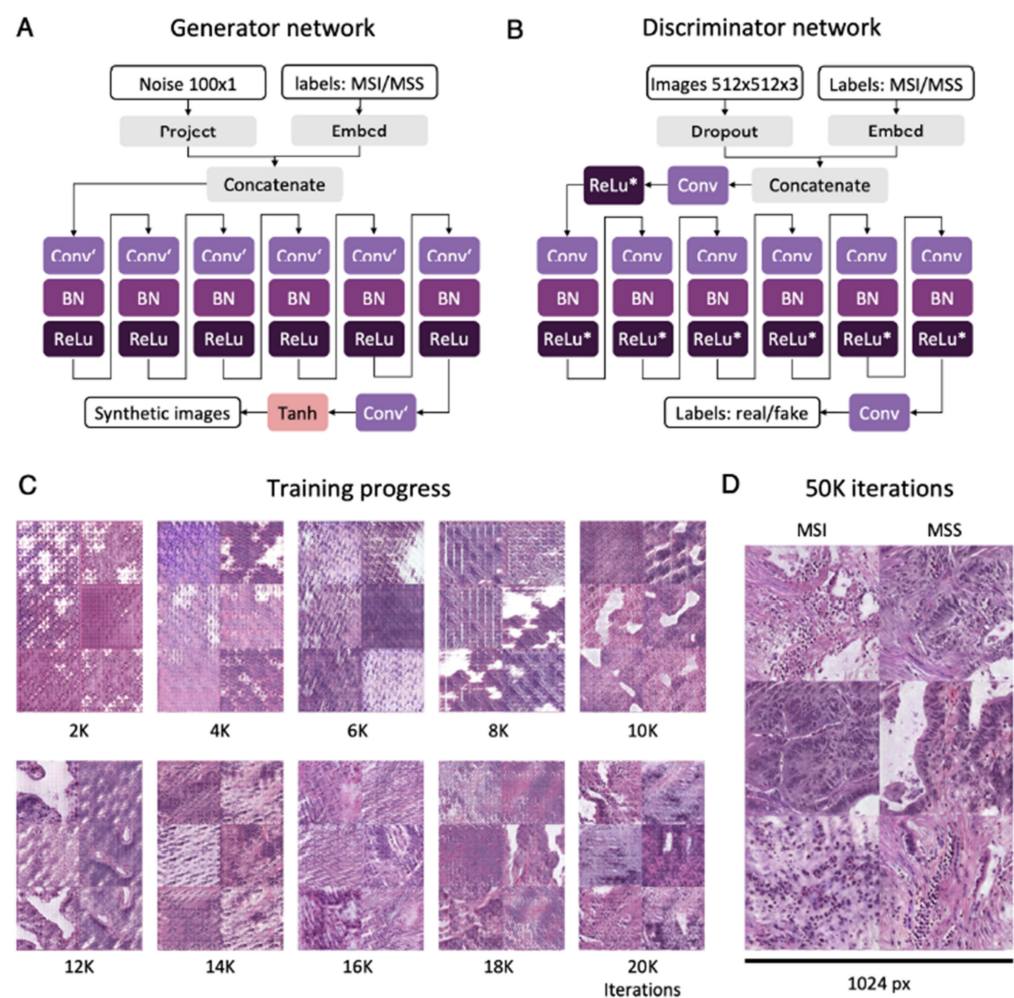 A
Generator network
Noise 100x1
labels: MSI/MSS
Project
Embed
Concatenate
Conv' Conv' Conv' Conv' Conv' Conv'
BN BN BN BN BN BN
ReLu ReLu ReLu ReLu ReLu ReLu
Synthetic images
Tanh
Conv'
B
Discriminator network
Images 512x512x3
Labels: MSI/MSS
Dropout
Embed
ReLu*
Conv
Concatenate
Conv Conv Conv Conv Conv Conv
BN BN BN BN BN BN
ReLu* ReLu* ReLu* ReLu* ReLu* ReLu*
Labels: real/fake
Conv
C
Training progress
2K 4K 6K 8K 10K
12K 14K 16K 18K 20K
Iterations
D
50K iterations
MSI MSS
1024 px